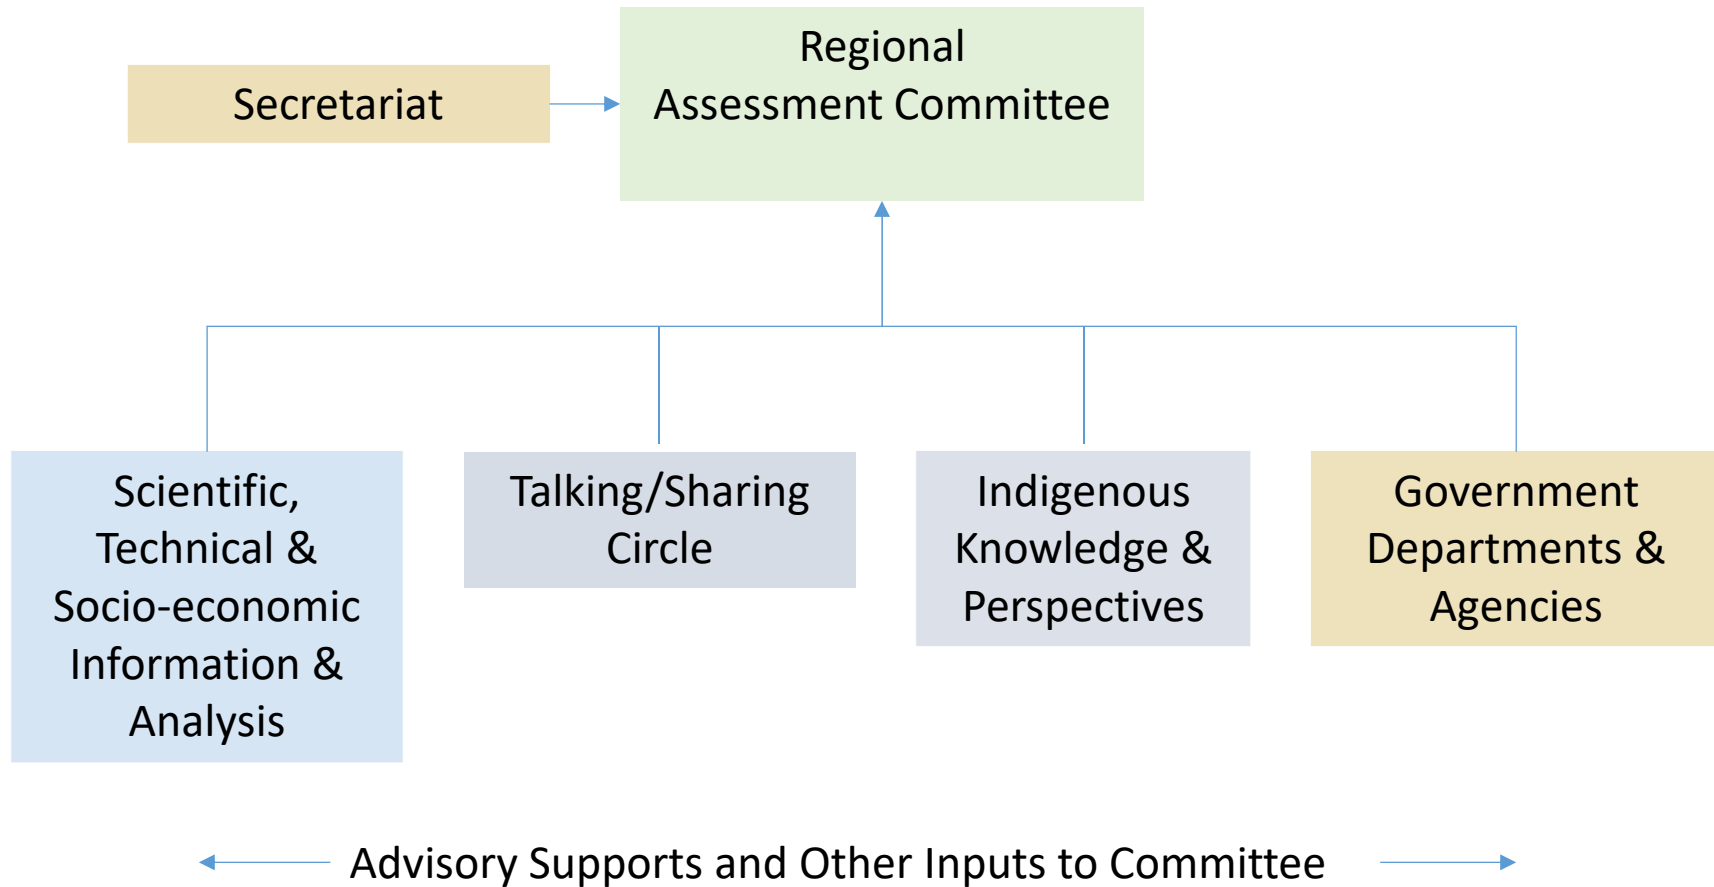 Regional
Assessment Committee
Secretariat
Scientific,
Technical &
Socio-economic
Information &
Analysis
Talking/Sharing
Circle
Indigenous
Knowledge &
Perspectives
Government
Departments &
Agencies
Advisory Supports and Other Inputs to Committee